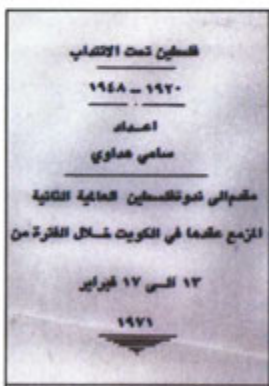 فلسطين تحت الانتداب
١٩٢٠ – ١٩٤٨
اعداد
سامي هداوي
مقدم الى ندوة فلسطين العالمية الثانية
المزمع عقدها في الكويت خلال الفترة من
١٣ الى ١٧ فبراير
١٩٧١